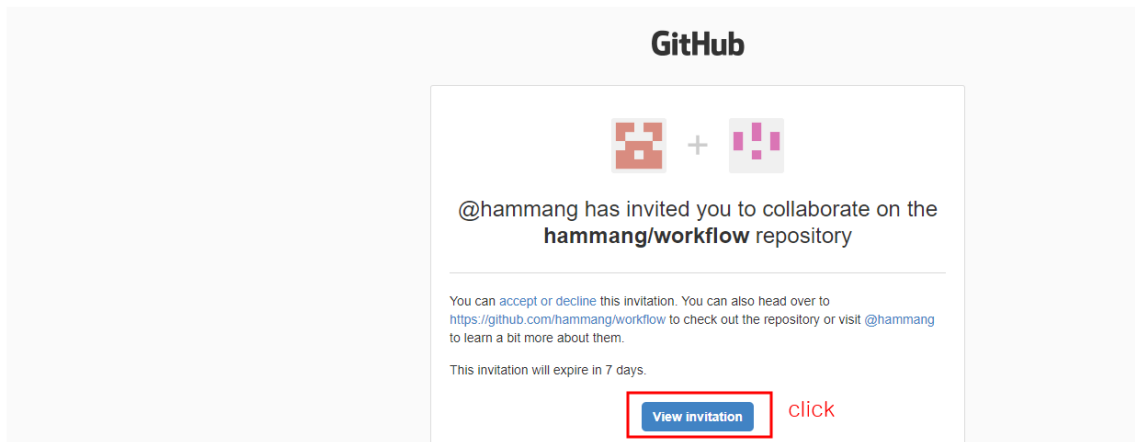 GitHub
@hammang has invited you to collaborate on the
hammang/workflow repository
You can accept or decline this invitation. You can also head over to
https://github.com/hammang/workflow to check out the repository or visit @hammang
to learn a bit more about them.
This invitation will expire in 7 days.
View invitation click